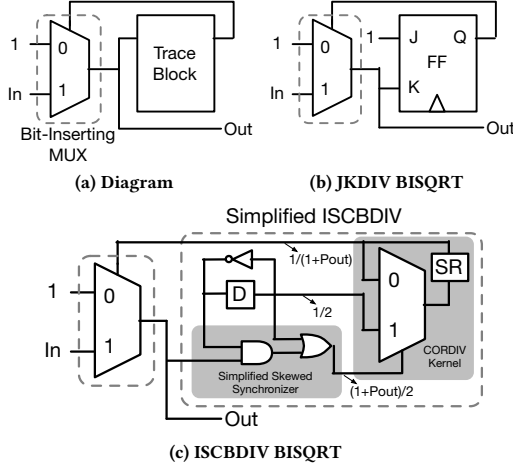 1
0
In
1
Trace
Block
Bit-Inserting
MUX
Out
(a) Diagram
1
0
In
1
1
J
Q
FF
K
Out
(b) JKDIV BISQRT
Simplified ISCBDIV
1/(1+Pout)
1
0
In
1
D
1/2
0
1
SR
CORDIV
Kernel
Simplified Skewed
Synchronizer
(1+Pout)/2
Out
(c) ISCBDIV BISQRT